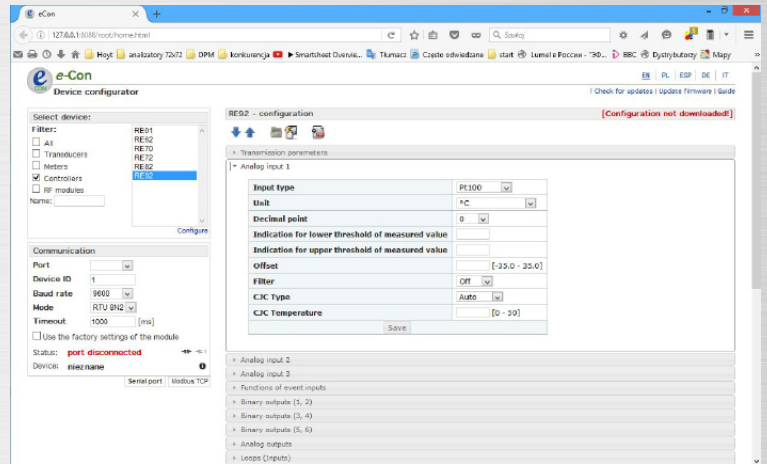 eCon
127.0.0.1:8088/root/home.html
Szukaj
Hoyt
analizatory 72x72
DPM
konkurencja
Smartsheet Overvie...
Tłumacz
Często odwiedzane
start
Lumel в России - "ЭО...
BBC
Dystrybutorzy
Mapy
e-Con
Device configurator
EN | PL | ESP | DE | IT
| Check for updates | Update firmware | Guide
Select device:
Filter:
All
Transducers
Meters
Controllers
RF modules
Name:
RE01
RE62
RE70
RE72
RE82
RE92
Configure
Communication
Port
Device ID 1
Baud rate 9600
Mode RTU 8N2
Timeout 1000 [ms]
Use the factory settings of the module
Status: port disconnected
Device: nieznane
Serial port Modbus TCP
RE92 - configuration
[Configuration not downloaded!]
Transmission parameters
Analog input 1
Input type Pt100
Unit °C
Decimal point 0
Indication for lower threshold of measured value
Indication for upper threshold of measured value
Offset [-35.0 - 35.0]
Filter Off
CJC Type Auto
CJC Temperature [0 - 50]
Save
Analog input 2
Analog input 3
Functions of event inputs
Binary outputs (1, 2)
Binary outputs (3, 4)
Binary outputs (5, 6)
Analog outputs
Loops (Inputs)